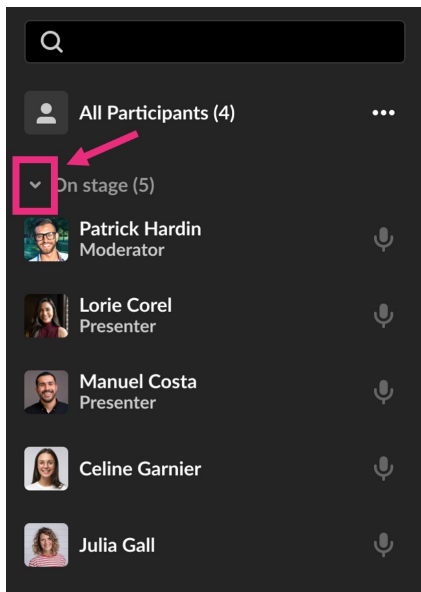 All Participants (4)
On stage (5)
Patrick Hardin
Moderator
Lorie Corel
Presenter
Manuel Costa
Presenter
Celine Garnier
Julia Gall